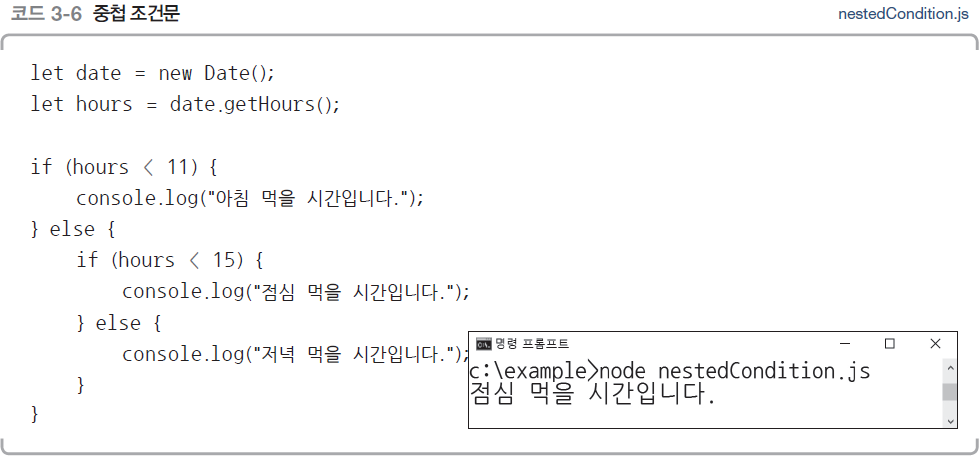 코드 3-6 중첩 조건문 nestedCondition.js
let date = new Date();
let hours = date.getHours();
if (hours < 11) {
    console.log("아침 먹을 시간입니다.");
} else {
    if (hours < 15) {
        console.log("점심 먹을 시간입니다.");
    } else {
        console.log("저녁 먹을 시간입니다.");
    }
}
명령 프롬프트
c:\example>node nestedCondition.js
점심 먹을 시간입니다.